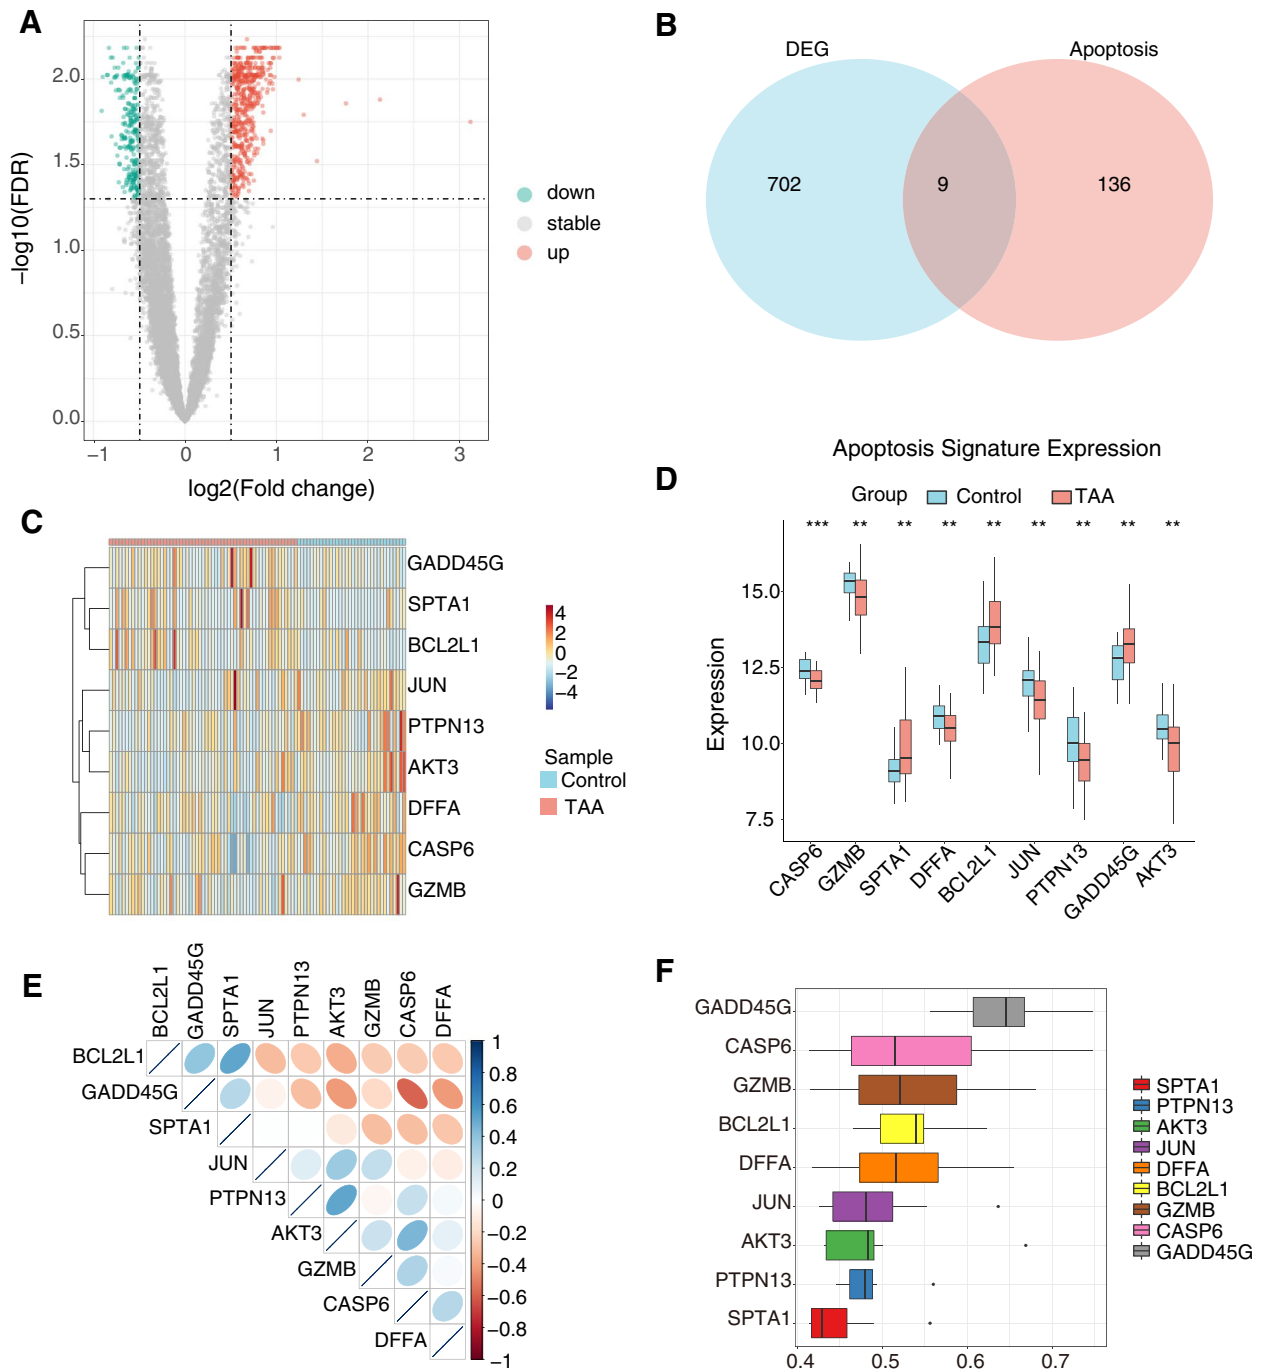 A
2.0
1.5
1.0
0.5
0.0
−log10(FDR)
−1
0
1
2
3
log2(Fold change)
down
stable
up
B
DEG
Apoptosis
702
9
136
C
GADD45G
SPTA1
BCL2L1
JUN
PTPN13
AKT3
DFFA
CASP6
GZMB
4
2
0
−2
−4
Sample
Control
TAA
D
Apoptosis Signature Expression
Group
Control
TAA
*** ** ** ** ** ** ** ** **
15.0
12.5
10.0
7.5
Expression
CASP6
GZMB
SPTA1
DFFA
BCL2L1
JUN
PTPN13
GADD45G
AKT3
E
BCL2L1
GADD45G
SPTA1
JUN
PTPN13
AKT3
GZMB
CASP6
DFFA
BCL2L1
GADD45G
SPTA1
JUN
PTPN13
AKT3
GZMB
CASP6
DFFA
1
0.8
0.6
0.4
0.2
0
−0.2
−0.4
−0.6
−0.8
−1
F
GADD45G
CASP6
GZMB
BCL2L1
DFFA
JUN
AKT3
PTPN13
SPTA1
0.4
0.5
0.6
0.7
SPTA1
PTPN13
AKT3
JUN
DFFA
BCL2L1
GZMB
CASP6
GADD45G